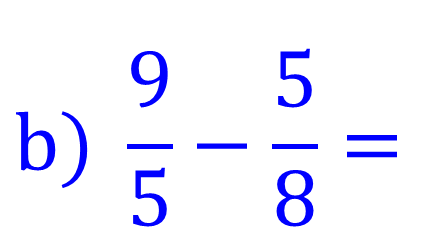 b) 9/5 − 5/8 =